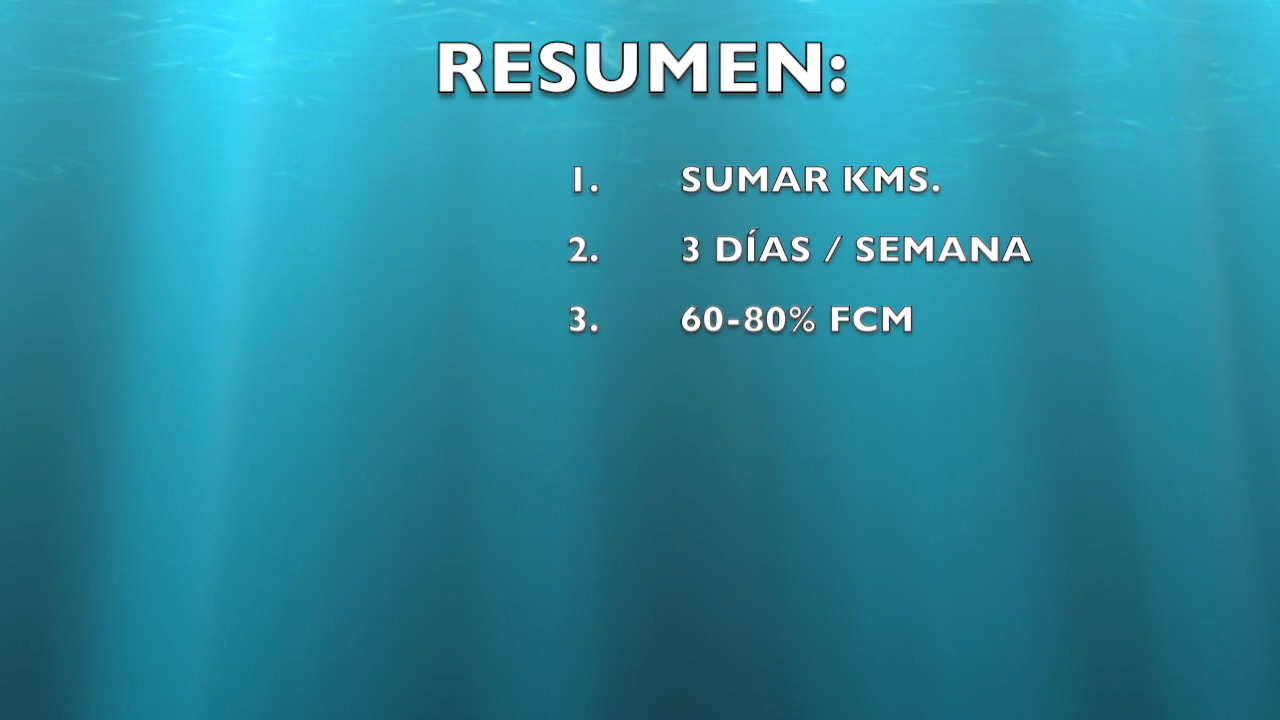 RESUMEN:
1. SUMAR KMS.
2. 3 DÍAS / SEMANA
3. 60-80% FCM